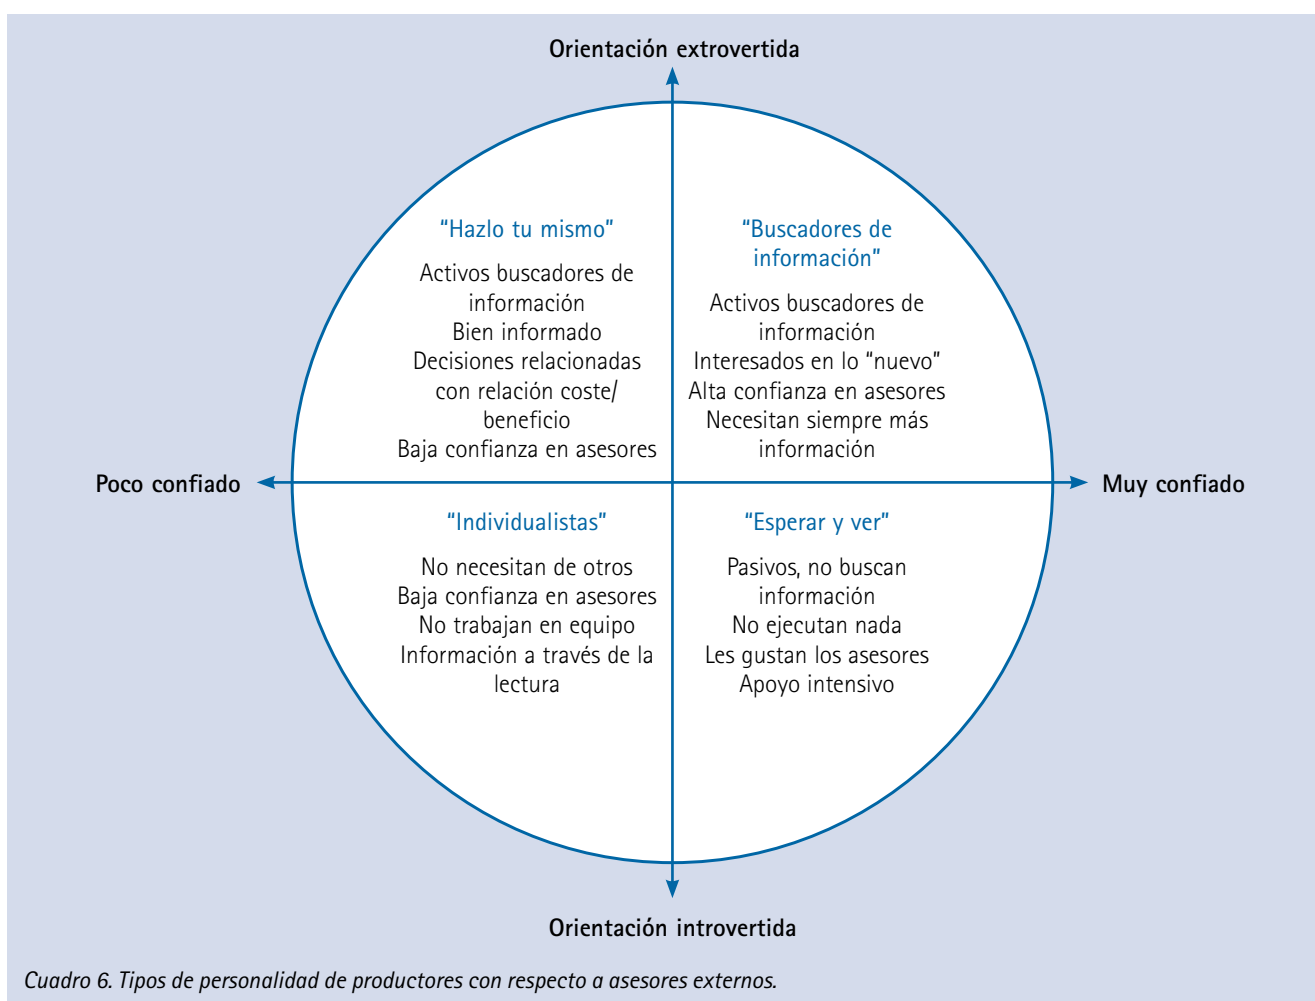 Orientación extrovertida
"Hazlo tu mismo"
Activos buscadores de
información
Bien informado
Decisiones relacionadas
con relación coste/
beneficio
Baja confianza en asesores
"Buscadores de
información"
Activos buscadores de
información
Interesados en lo "nuevo"
Alta confianza en asesores
Necesitan siempre más
información
Poco confiado
Muy confiado
"Individualistas"
No necesitan de otros
Baja confianza en asesores
No trabajan en equipo
Información a través de la
lectura
"Esperar y ver"
Pasivos, no buscan
información
No ejecutan nada
Les gustan los asesores
Apoyo intensivo
Orientación introvertida
Cuadro 6. Tipos de personalidad de productores con respecto a asesores externos.